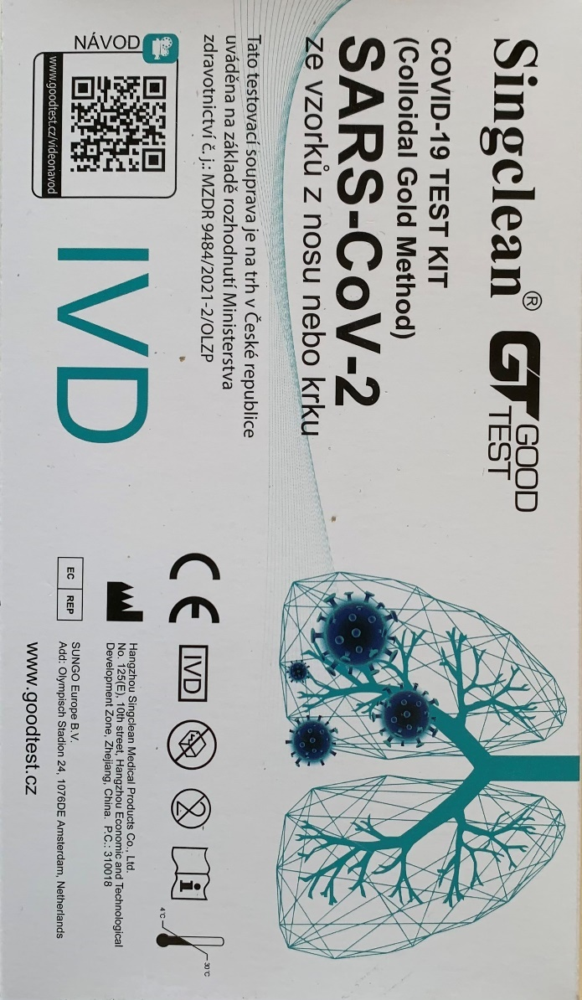 Singclean® GT GOOD
TEST
COVID-19 TEST KIT
(Colloidal Gold Method)
SARS-CoV-2
ze vzorků z nosu nebo krku
Tato testovací souprava je na trh v České republice
uváděna na základě rozhodnutí Ministerstva
zdravotnictví č. j.: MZDR 9484/2021-2/OLZP
NÁVOD
www.goodtest.cz/videonavod
IVD
CE
IVD
2
i
4°C
30°C
Hangzhou Singclean Medical Products Co., Ltd.
No. 125(E), 10th street, Hangzhou Economic and Technological
Development Zone, Zhejiang, China. P.C.: 310018
EC REP
SUNGO Europe B.V.
Add: Olympisch Stadion 24, 1076DE Amsterdam, Netherlands
www.goodtest.cz